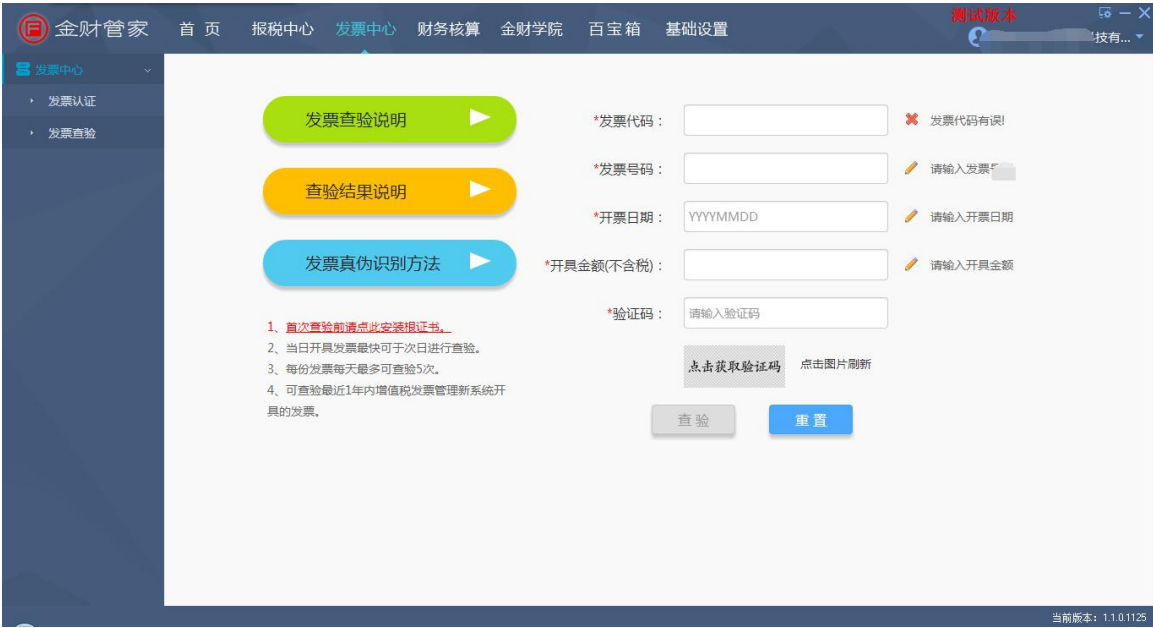 金财管家
首 页 报税中心 发票中心 财务核算 金财学院 百宝箱 基础设置
测试版本
技有...
发票中心
发票认证
发票查验
发票查验说明
查验结果说明
发票真伪识别方法
1、首次查验前请点此安装根证书。
2、当日开具发票最快可于次日进行查验。
3、每份发票每天最多可查验5次。
4、可查验最近1年内增值税发票管理新系统开
具的发票。
*发票代码： 发票代码有误!
*发票号码： 请输入发票
*开票日期： YYYYMMDD 请输入开票日期
*开具金额(不含税)： 请输入开具金额
*验证码： 请输入验证码
点击获取验证码 点击图片刷新
查 验 重 置
当前版本：1.1.0.1125